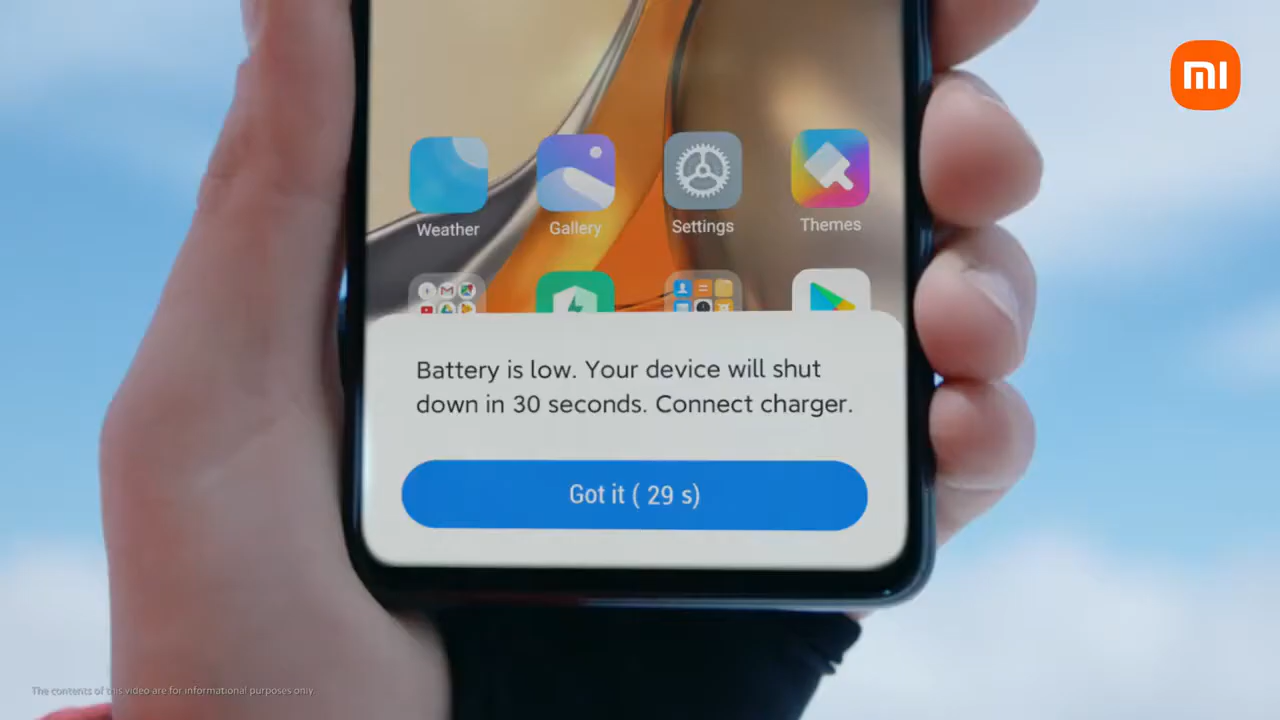 mi
Weather
Gallery
Settings
Themes
Battery is low. Your device will shut
down in 30 seconds. Connect charger.
Got it ( 29 s)
The contents of this video are for informational purposes only.